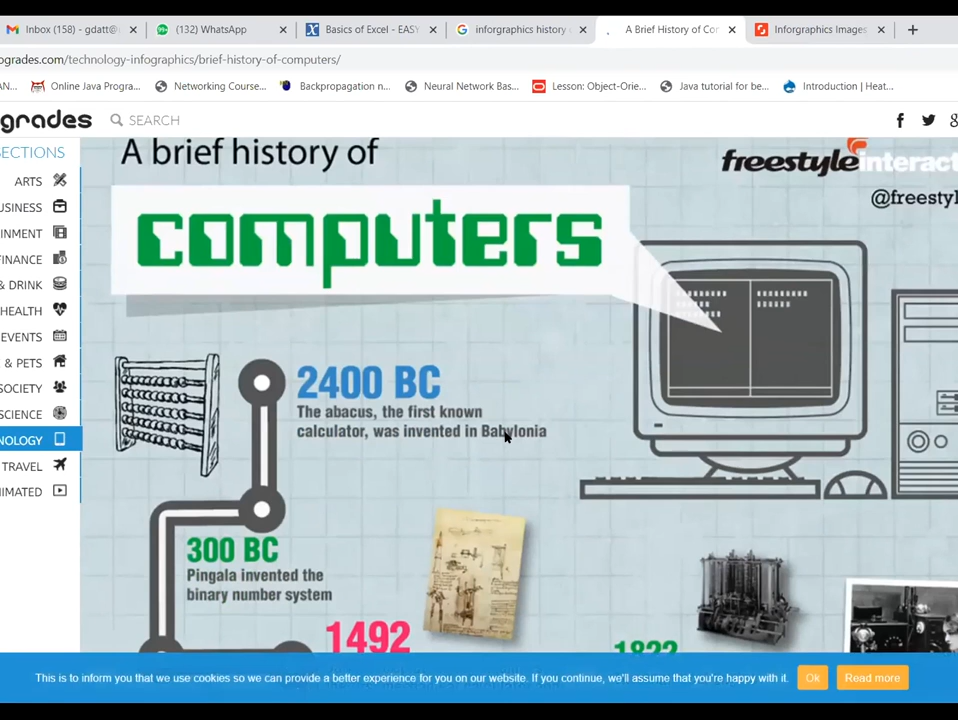 Inbox (158) - gdatt@
(132) WhatsApp
Basics of Excel - EASY
inforgraphics history
A Brief History of Co
Inforgraphics Images
ogrades.com/technology-infographics/brief-history-of-computers/
AN...
Online Java Progra...
Networking Course...
Backpropagation n...
Neural Network Bas...
Lesson: Object-Orie...
Java tutorial for be...
Introduction | Heat...
grades
SEARCH
ECTIONS
ARTS
USINESS
INMENT
FINANCE
& DRINK
HEALTH
EVENTS
& PETS
SOCIETY
SCIENCE
NOLOGY
TRAVEL
NIMATED
A brief history of
computers
freestyleinteract
@freestyl
2400 BC
The abacus, the first known
calculator, was invented in Babylonia
300 BC
Pingala invented the
binary number system
1492
1822
This is to inform you that we use cookies so we can provide a better experience for you on our website. If you continue, we'll assume that you're happy with it.
Ok
Read more